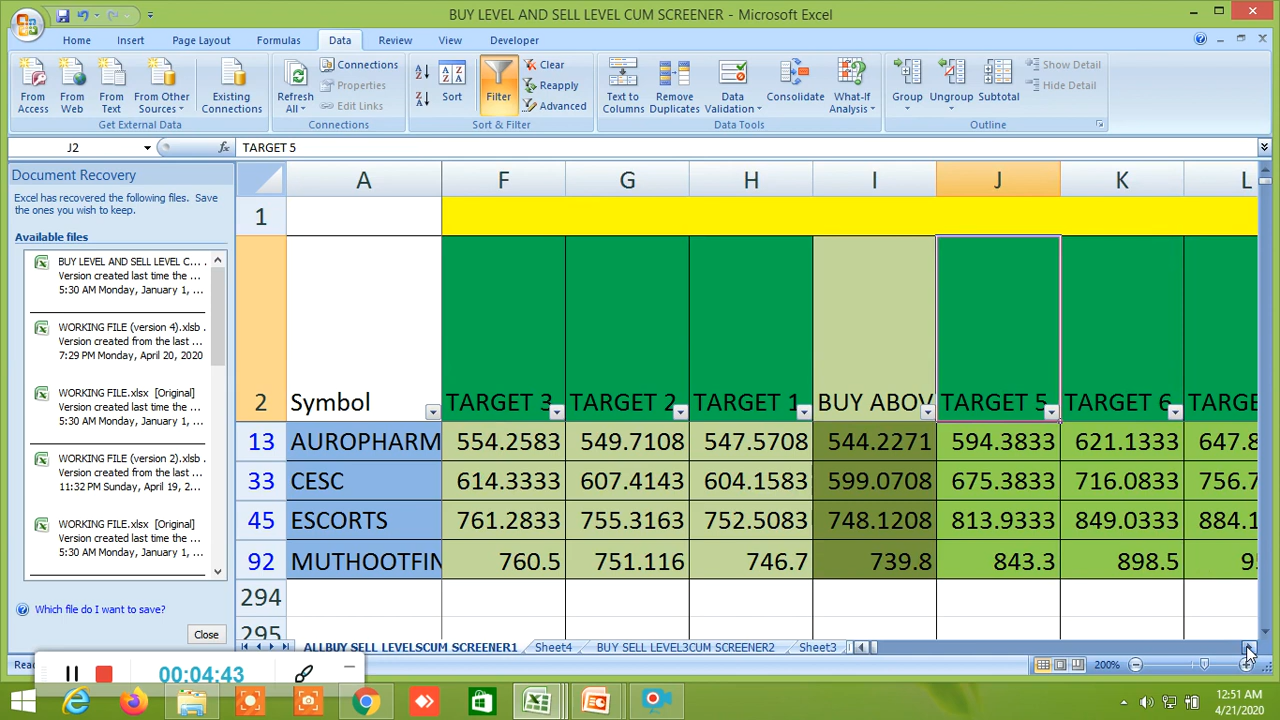 BUY LEVEL AND SELL LEVEL CUM SCREENER - Microsoft Excel
Home Insert Page Layout Formulas Data Review View Developer
From Access
From Web
From Text
From Other Sources
Existing Connections
Get External Data
Refresh All
Connections
Properties
Edit Links
Connections
Sort
Filter
Clear
Reapply
Advanced
Sort & Filter
Text to Columns
Remove Duplicates
Data Validation
Consolidate
What-If Analysis
Data Tools
Group
Ungroup
Subtotal
Show Detail
Hide Detail
Outline
J2 fx TARGET 5
Document Recovery
Excel has recovered the following files. Save
the ones you wish to keep.
Available files
BUY LEVEL AND SELL LEVEL C... .
Version created last time the ...
5:30 AM Monday, January 1, ...
WORKING FILE (version 4).xlsb .
Version created from the last ...
7:29 PM Monday, April 20, 2020
WORKING FILE.xlsx [Original]
Version created last time the ...
5:30 AM Monday, January 1, ...
WORKING FILE (version 2).xlsb .
Version created from the last ...
11:32 PM Sunday, April 19, 2...
WORKING FILE.xlsx [Original]
Version created last time the ...
5:30 AM Monday, January 1, ...
Which file do I want to save?
Close
A F G H I J K L
1
2 Symbol TARGET 3 TARGET 2 TARGET 1 BUY ABOV TARGET 5 TARGET 6 TARGE
13 AUROPHARM 554.2583 549.7108 547.5708 544.2271 594.3833 621.1333 647.8
33 CESC 614.3333 607.4143 604.1583 599.0708 675.3833 716.0833 756.7
45 ESCORTS 761.2833 755.3163 752.5083 748.1208 813.9333 849.0333 884.1
92 MUTHOOTFIN 760.5 751.116 746.7 739.8 843.3 898.5 9
294
295
ALLBUY SELL LEVELSCUM SCREENER1 Sheet4 BUY SELL LEVEL3CUM SCREENER2 Sheet3
Rea
200%
00:04:43
12:51 AM
4/21/2020